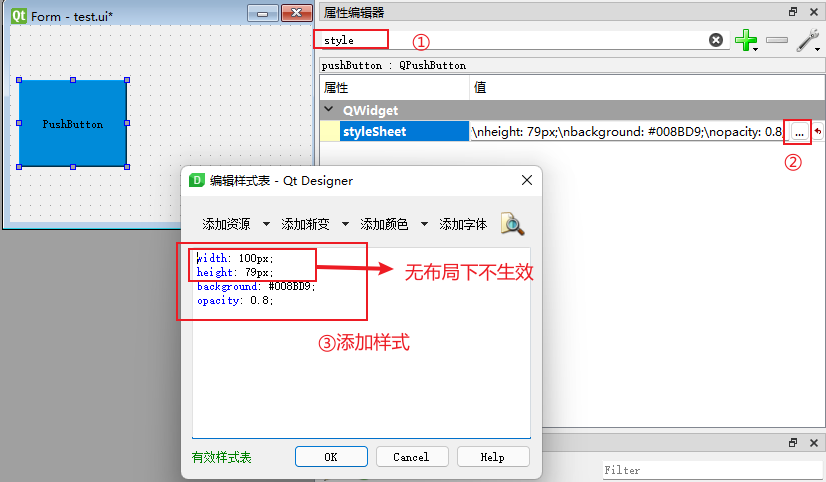 Form - test.ui*
PushButton
属性编辑器
style
①
pushButton : QPushButton
属性
值
QWidget
styleSheet
\nheight: 79px;\nbackground: #008BD9;\nopacity: 0.8;
...
②
编辑样式表 - Qt Designer
添加资源
添加渐变
添加颜色
添加字体
width: 100px;
height: 79px;
background: #008BD9;
opacity: 0.8;
无布局下不生效
③添加样式
有效样式表
OK
Cancel
Help
Filter